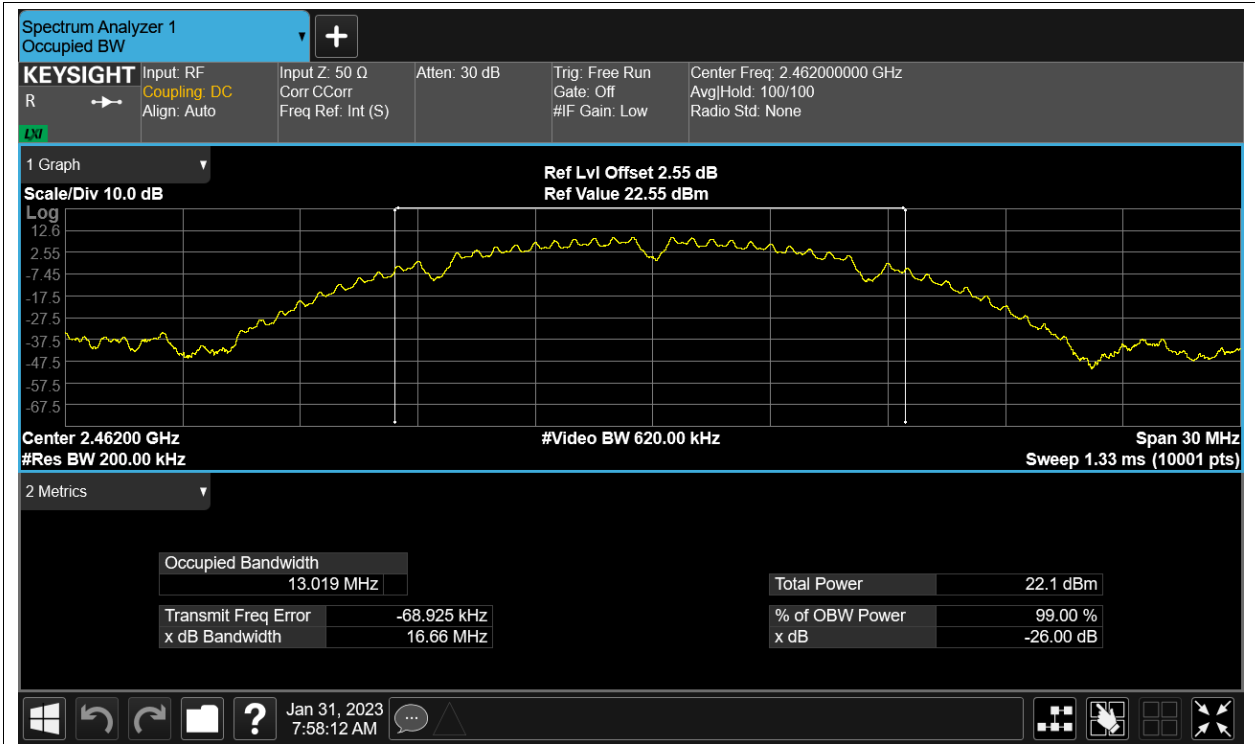 Spectrum Analyzer 1
Occupied BW
KEYSIGHT
R
LXI
Input: RF
Coupling: DC
Align: Auto
Input Z: 50 Ω
Corr CCorr
Freq Ref: Int (S)
Atten: 30 dB
Trig: Free Run
Gate: Off
#IF Gain: Low
Center Freq: 2.462000000 GHz
Avg|Hold: 100/100
Radio Std: None
1 Graph
Scale/Div 10.0 dB
Ref Lvl Offset 2.55 dB
Ref Value 22.55 dBm
Log
12.6
2.55
-7.45
-17.5
-27.5
-37.5
-47.5
-57.5
-67.5
Center 2.46200 GHz
#Video BW 620.00 kHz
Span 30 MHz
#Res BW 200.00 kHz
Sweep 1.33 ms (10001 pts)
2 Metrics
Occupied Bandwidth
13.019 MHz
Transmit Freq Error -68.925 kHz
x dB Bandwidth 16.66 MHz
Total Power 22.1 dBm
% of OBW Power 99.00 %
x dB -26.00 dB
?
Jan 31, 2023
7:58:12 AM